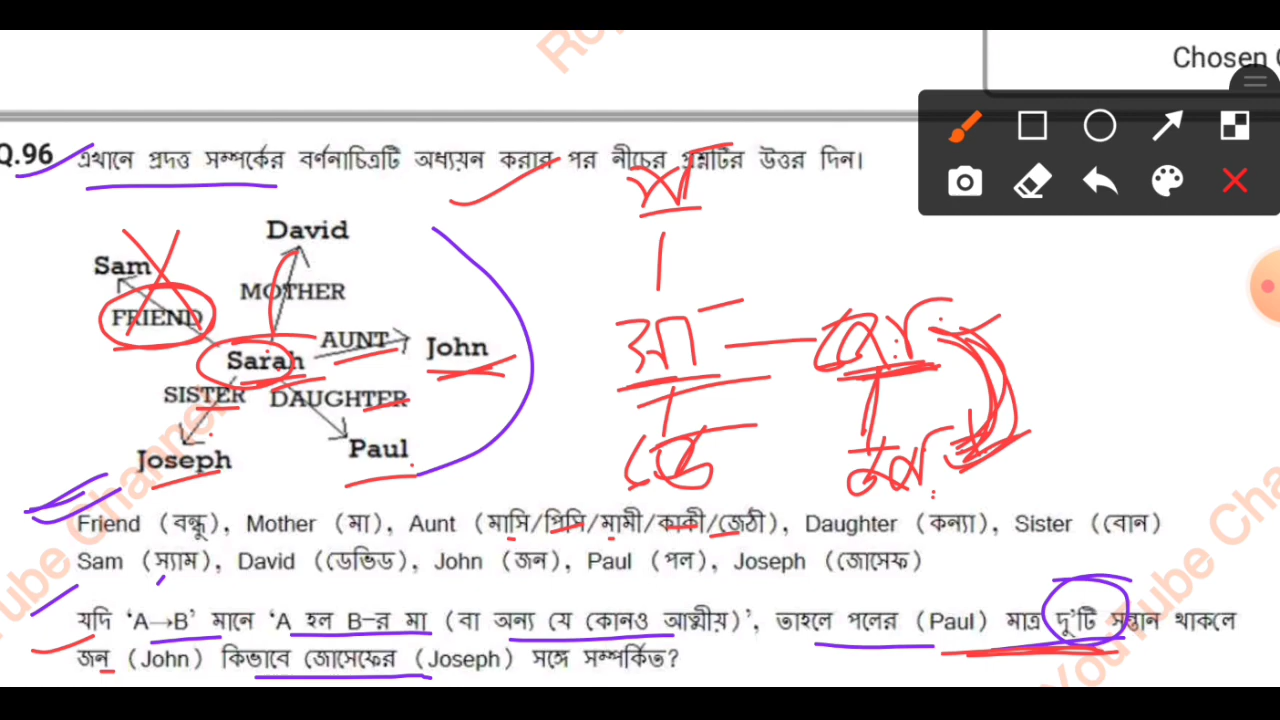 Chosen
Q.96 এখানে প্রদত্ত সম্পর্কের বর্ণনাচিত্রটি অধ্যয়ন করার পর নীচের প্রশ্নটির উত্তর দিন।
David
Sam
MOTHER
FRIEND
AUNT
John
Sarah
SISTER DAUGHTER
Paul
Joseph
Friend (বন্ধু), Mother (মা), Aunt (মাসি/পিসি/মামী/কাকী/জেঠী), Daughter (কন্যা), Sister (বোন)
Sam (স্যাম), David (ডেভিড), John (জন), Paul (পল), Joseph (জোসেফ)
যদি ‘A→B’ মানে ‘A হল B-র মা (বা অন্য যে কোনও আত্মীয়)’, তাহলে পলের (Paul) মাত্র দু'টি সন্তান থাকলে
জন (John) কিভাবে জোসেফের (Joseph) সঙ্গে সম্পর্কিত?